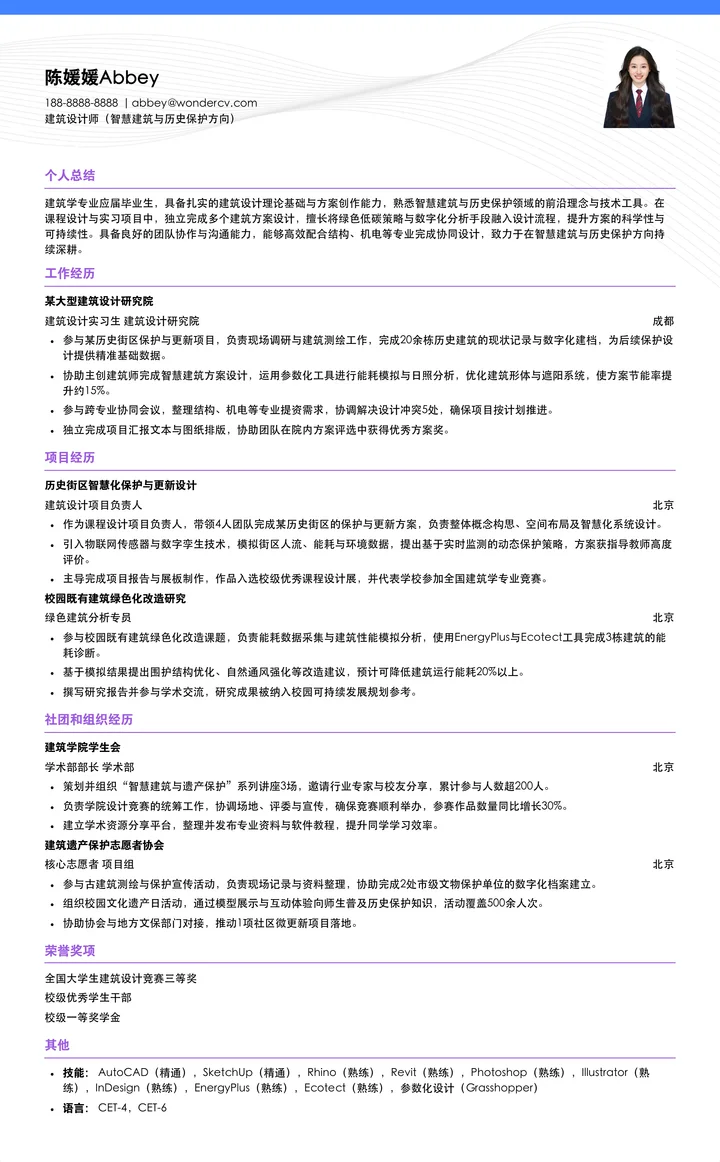 陈媛媛Abbey
188-8888-8888 | abbey@wondercv.com
建筑设计师（智慧建筑与历史保护方向）
个人总结
建筑学专业应届毕业生，具备扎实的建筑设计理论基础与方案创作能力，熟悉智慧建筑与历史保护领域的前沿理念与技术工具。在
课程设计与实习项目中，独立完成多个建筑方案设计，擅长将绿色低碳策略与数字化分析手段融入设计流程，提升方案的科学性与
可持续性。具备良好的团队协作与沟通能力，能够高效配合结构、机电等专业完成协同设计，致力于在智慧建筑与历史保护方向持
续深耕。
工作经历
某大型建筑设计研究院
建筑设计实习生 建筑设计研究院 成都
• 参与某历史街区保护与更新项目，负责现场调研与建筑测绘工作，完成20余栋历史建筑的现状记录与数字化建档，为后续保护设
计提供精准基础数据。
• 协助主创建筑师完成智慧建筑方案设计，运用参数化工具进行能耗模拟与日照分析，优化建筑形体与遮阳系统，使方案节能率提
升约15%。
• 参与跨专业协同会议，整理结构、机电等专业提资需求，协调解决设计冲突5处，确保项目按计划推进。
• 独立完成项目汇报文本与图纸排版，协助团队在院内方案评选中获得优秀方案奖。
项目经历
历史街区智慧化保护与更新设计
建筑设计项目负责人 北京
• 作为课程设计项目负责人，带领4人团队完成某历史街区的保护与更新方案，负责整体概念构思、空间布局及智慧化系统设计。
• 引入物联网传感器与数字孪生技术，模拟街区人流、能耗与环境数据，提出基于实时监测的动态保护策略，方案获指导教师高度
评价。
• 主导完成项目报告与展板制作，作品入选校级优秀课程设计展，并代表学校参加全国建筑学专业竞赛。
校园既有建筑绿色化改造研究
绿色建筑分析专员 北京
• 参与校园既有建筑绿色化改造课题，负责能耗数据采集与建筑性能模拟分析，使用EnergyPlus与Ecotect工具完成3栋建筑的能
耗诊断。
• 基于模拟结果提出围护结构优化、自然通风强化等改造建议，预计可降低建筑运行能耗20%以上。
• 撰写研究报告并参与学术交流，研究成果被纳入校园可持续发展规划参考。
社团和组织经历
建筑学院学生会
学术部部长 学术部 北京
• 策划并组织“智慧建筑与遗产保护”系列讲座3场，邀请行业专家与校友分享，累计参与人数超200人。
• 负责学院设计竞赛的统筹工作，协调场地、评委与宣传，确保竞赛顺利举办，参赛作品数量同比增长30%。
• 建立学术资源分享平台，整理并发布专业资料与软件教程，提升同学学习效率。
建筑遗产保护志愿者协会
核心志愿者 项目组 北京
• 参与古建筑测绘与保护宣传活动，负责现场记录与资料整理，协助完成2处市级文物保护单位的数字化档案建立。
• 组织校园文化遗产日活动，通过模型展示与互动体验向师生普及历史保护知识，活动覆盖500余人次。
• 协助协会与地方文保部门对接，推动1项社区微更新项目落地。
荣誉奖项
全国大学生建筑设计竞赛三等奖
校级优秀学生干部
校级一等奖学金
其他
• 技能： AutoCAD（精通）, SketchUp（精通）, Rhino（熟练）, Revit（熟练）, Photoshop（熟练）, Illustrator（熟
练）, InDesign（熟练）, EnergyPlus（熟练）, Ecotect（熟练）, 参数化设计（Grasshopper）
• 语言： CET-4，CET-6